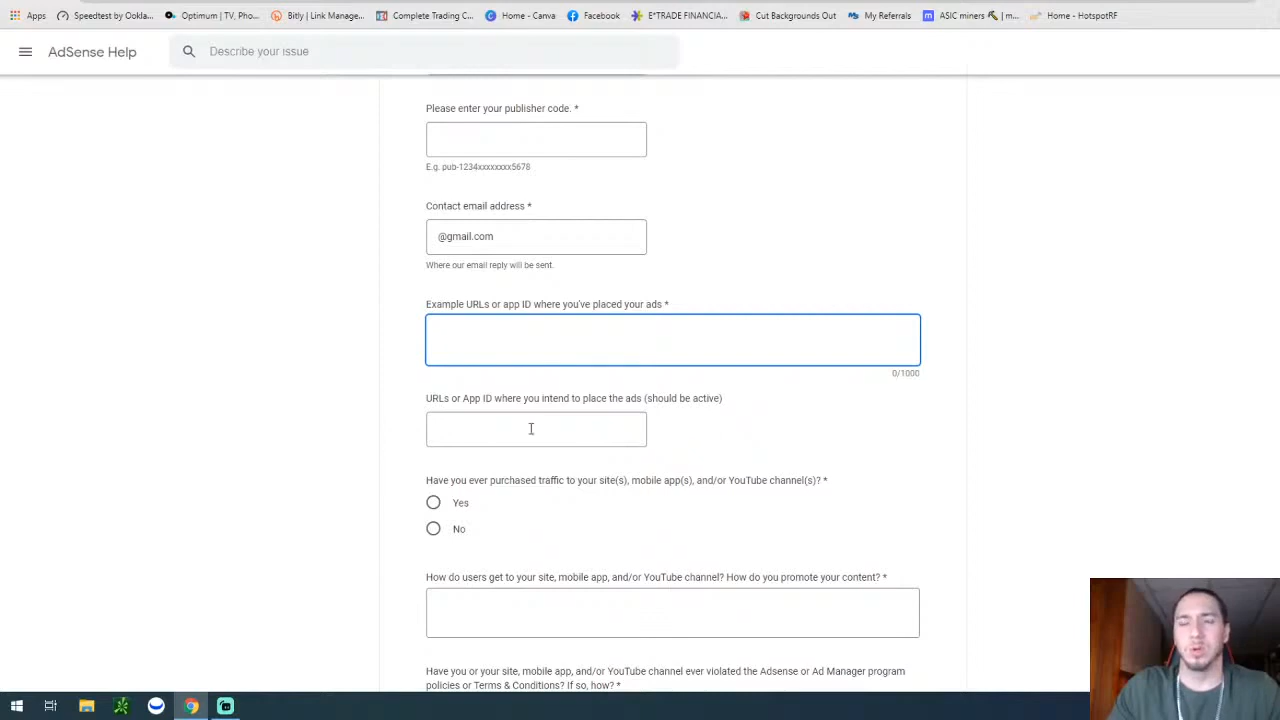 Apps Speedtest by Ookla... Optimum | TV, Pho... Bitly | Link Manage... Complete Trading C... Home - Canva Facebook E*TRADE FINANCIAL... Cut Backgrounds Out My Referrals ASIC miners ⛏ | m... Home - HotspotRF
AdSense Help Describe your issue
Please enter your publisher code. *
E.g. pub-1234xxxxxxxx5678
Contact email address *
@gmail.com
Where our email reply will be sent.
Example URLs or app ID where you've placed your ads *
0/1000
URLs or App ID where you intend to place the ads (should be active)
Have you ever purchased traffic to your site(s), mobile app(s), and/or YouTube channel(s)? *
Yes
No
How do users get to your site, mobile app, and/or YouTube channel? How do you promote your content? *
Have you or your site, mobile app, and/or YouTube channel ever violated the Adsense or Ad Manager program
policies or Terms & Conditions? If so, how? *